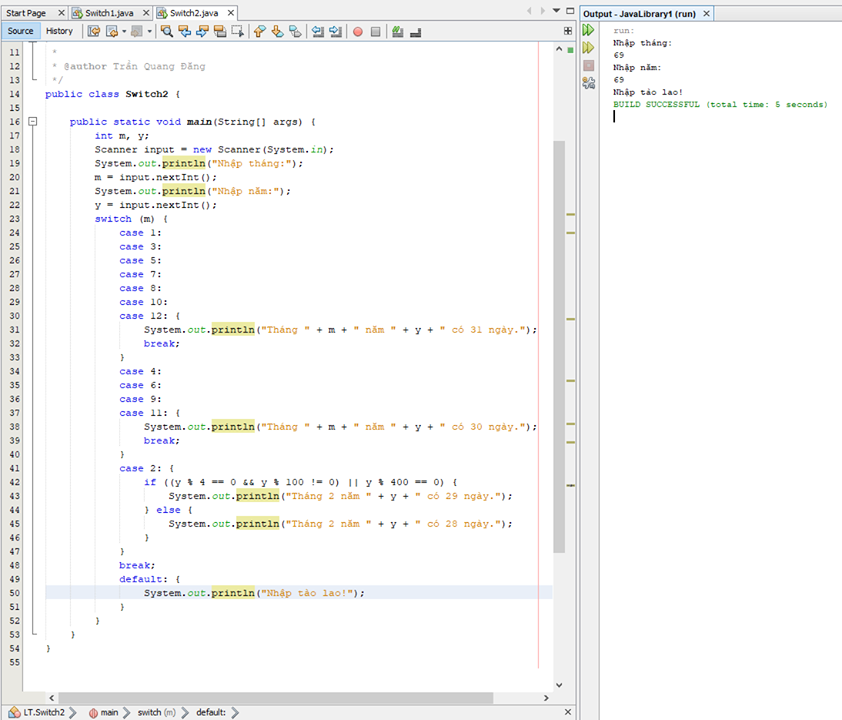 Start Page Switch1.java Switch2.java
Source History
11 *
12 * @author Trần Quang Đăng
13 */
14 public class Switch2 {
15
16 public static void main(String[] args) {
17 int m, y;
18 Scanner input = new Scanner(System.in);
19 System.out.println("Nhập tháng:");
20 m = input.nextInt();
21 System.out.println("Nhập năm:");
22 y = input.nextInt();
23 switch (m) {
24 case 1:
25 case 3:
26 case 5:
27 case 7:
28 case 8:
29 case 10:
30 case 12: {
31 System.out.println("Tháng " + m + " năm " + y + " có 31 ngày.");
32 break;
33 }
34 case 4:
35 case 6:
36 case 9:
37 case 11: {
38 System.out.println("Tháng " + m + " năm " + y + " có 30 ngày.");
39 break;
40 }
41 case 2: {
42 if ((y % 4 == 0 && y % 100 != 0) || y % 400 == 0) {
43 System.out.println("Tháng 2 năm " + y + " có 29 ngày.");
44 } else {
45 System.out.println("Tháng 2 năm " + y + " có 28 ngày.");
46 }
47 }
48 break;
49 default: {
50 System.out.println("Nhập tào lao!");
51 }
52 }
53 }
54 }
55
LT.Switch2 main switch (m) default:
Output - JavaLibrary1 (run)
run:
Nhập tháng:
69
Nhập năm:
69
Nhập tào lao!
BUILD SUCCESSFUL (total time: 5 seconds)